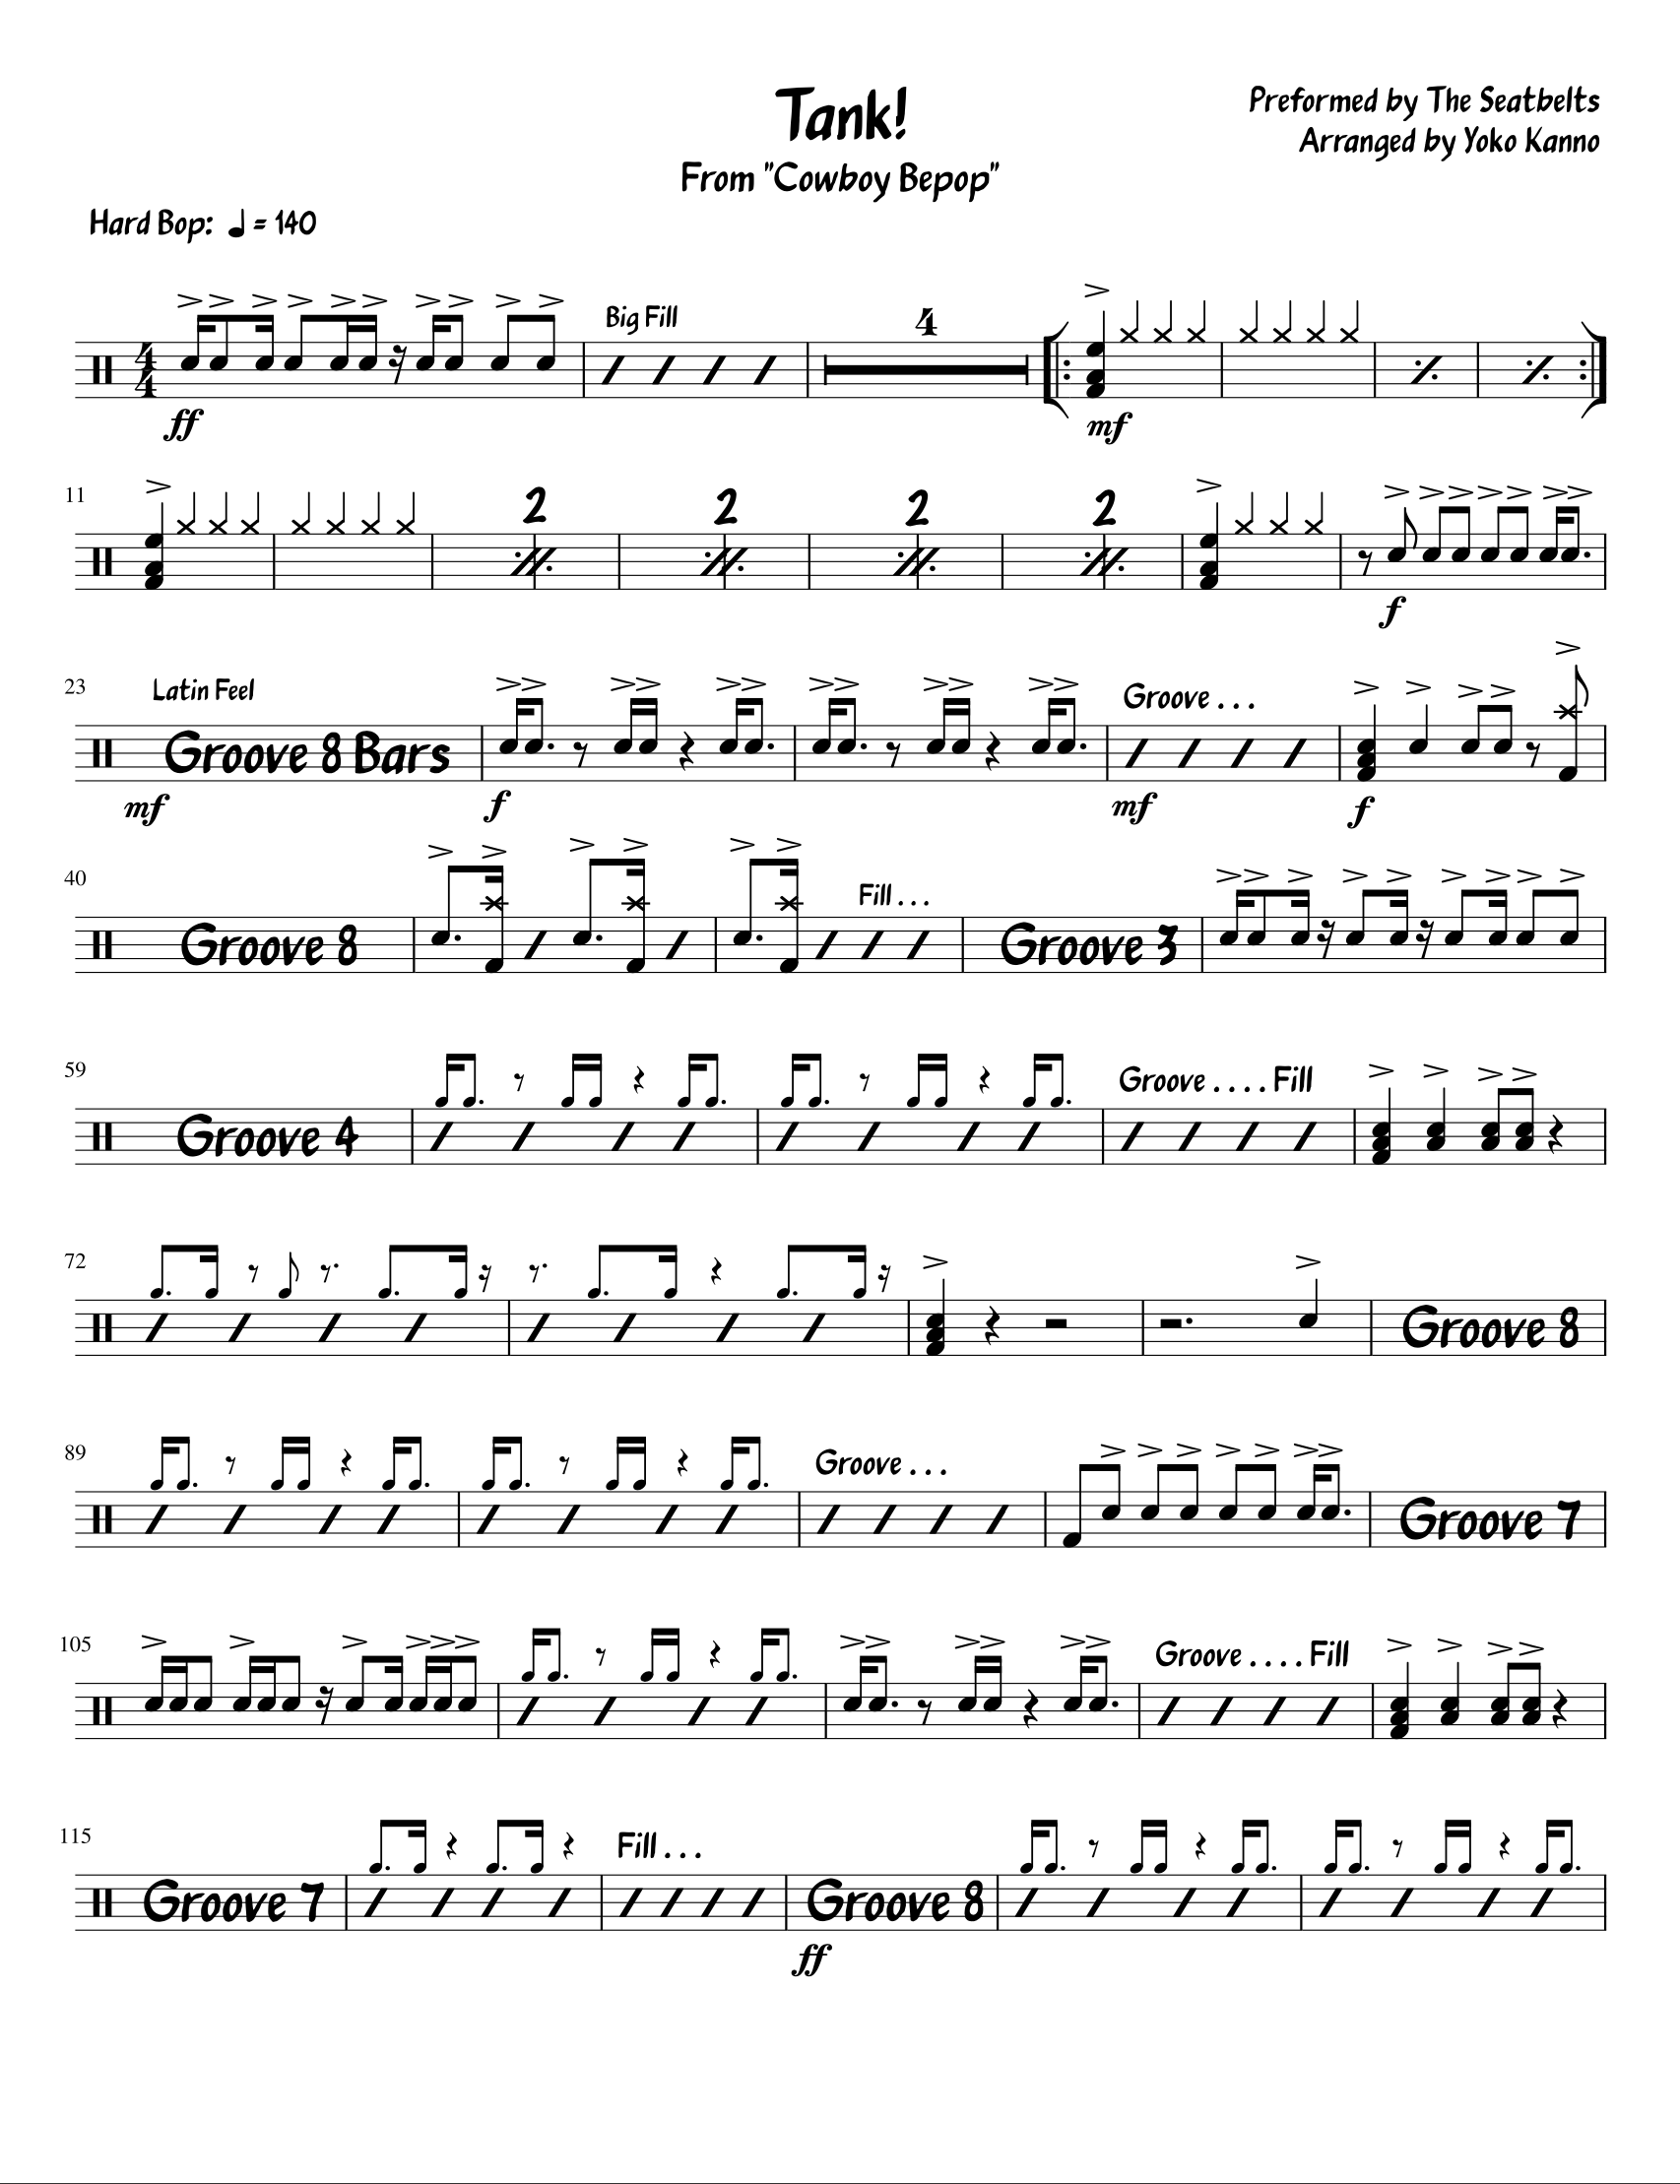 Tank!
From "Cowboy Bepop"
Preformed by The Seatbelts
Arranged by Yoko Kanno
Hard Bop: ♩ = 140
Big Fill
4
4
4
ff
mf
11
2
2
2
2
f
23
Latin Feel
Groove 8 Bars
Groove . . .
mf
f
mf
f
40
Groove 8
Fill . . .
Groove 3
59
Groove 4
Groove . . . . Fill
72
Groove 8
89
Groove . . .
Groove 7
105
Groove . . . . Fill
115
Groove 7
Fill . . .
Groove 8
ff